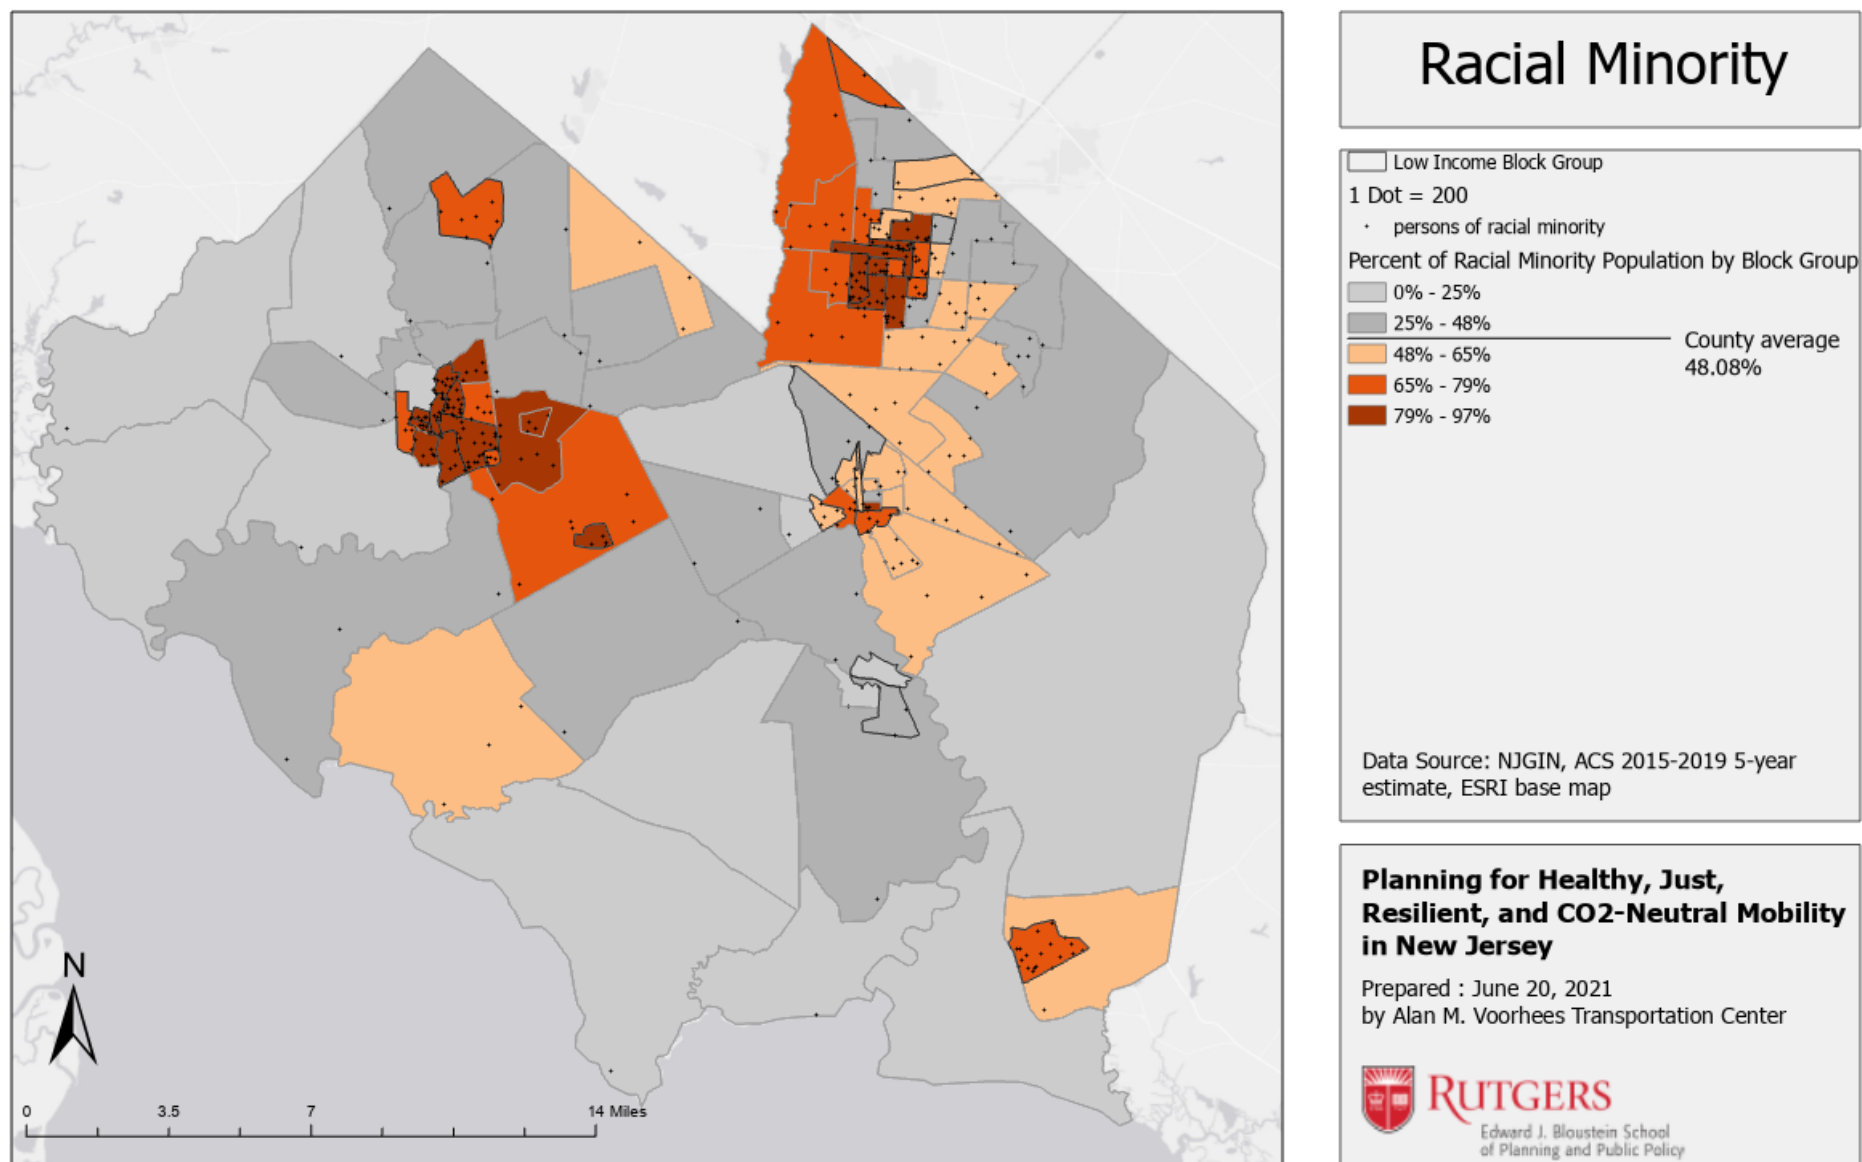 Racial Minority
Low Income Block Group
1 Dot = 200
persons of racial minority
Percent of Racial Minority Population by Block Group
0% - 25%
25% - 48%
County average
48.08%
48% - 65%
65% - 79%
79% - 97%
Data Source: NJGIN, ACS 2015-2019 5-year
estimate, ESRI base map
Planning for Healthy, Just,
Resilient, and CO2-Neutral Mobility
in New Jersey
Prepared : June 20, 2021
by Alan M. Voorhees Transportation Center
RUTGERS
Edward J. Bloustein School
of Planning and Public Policy
N
0 3.5 7 14 Miles